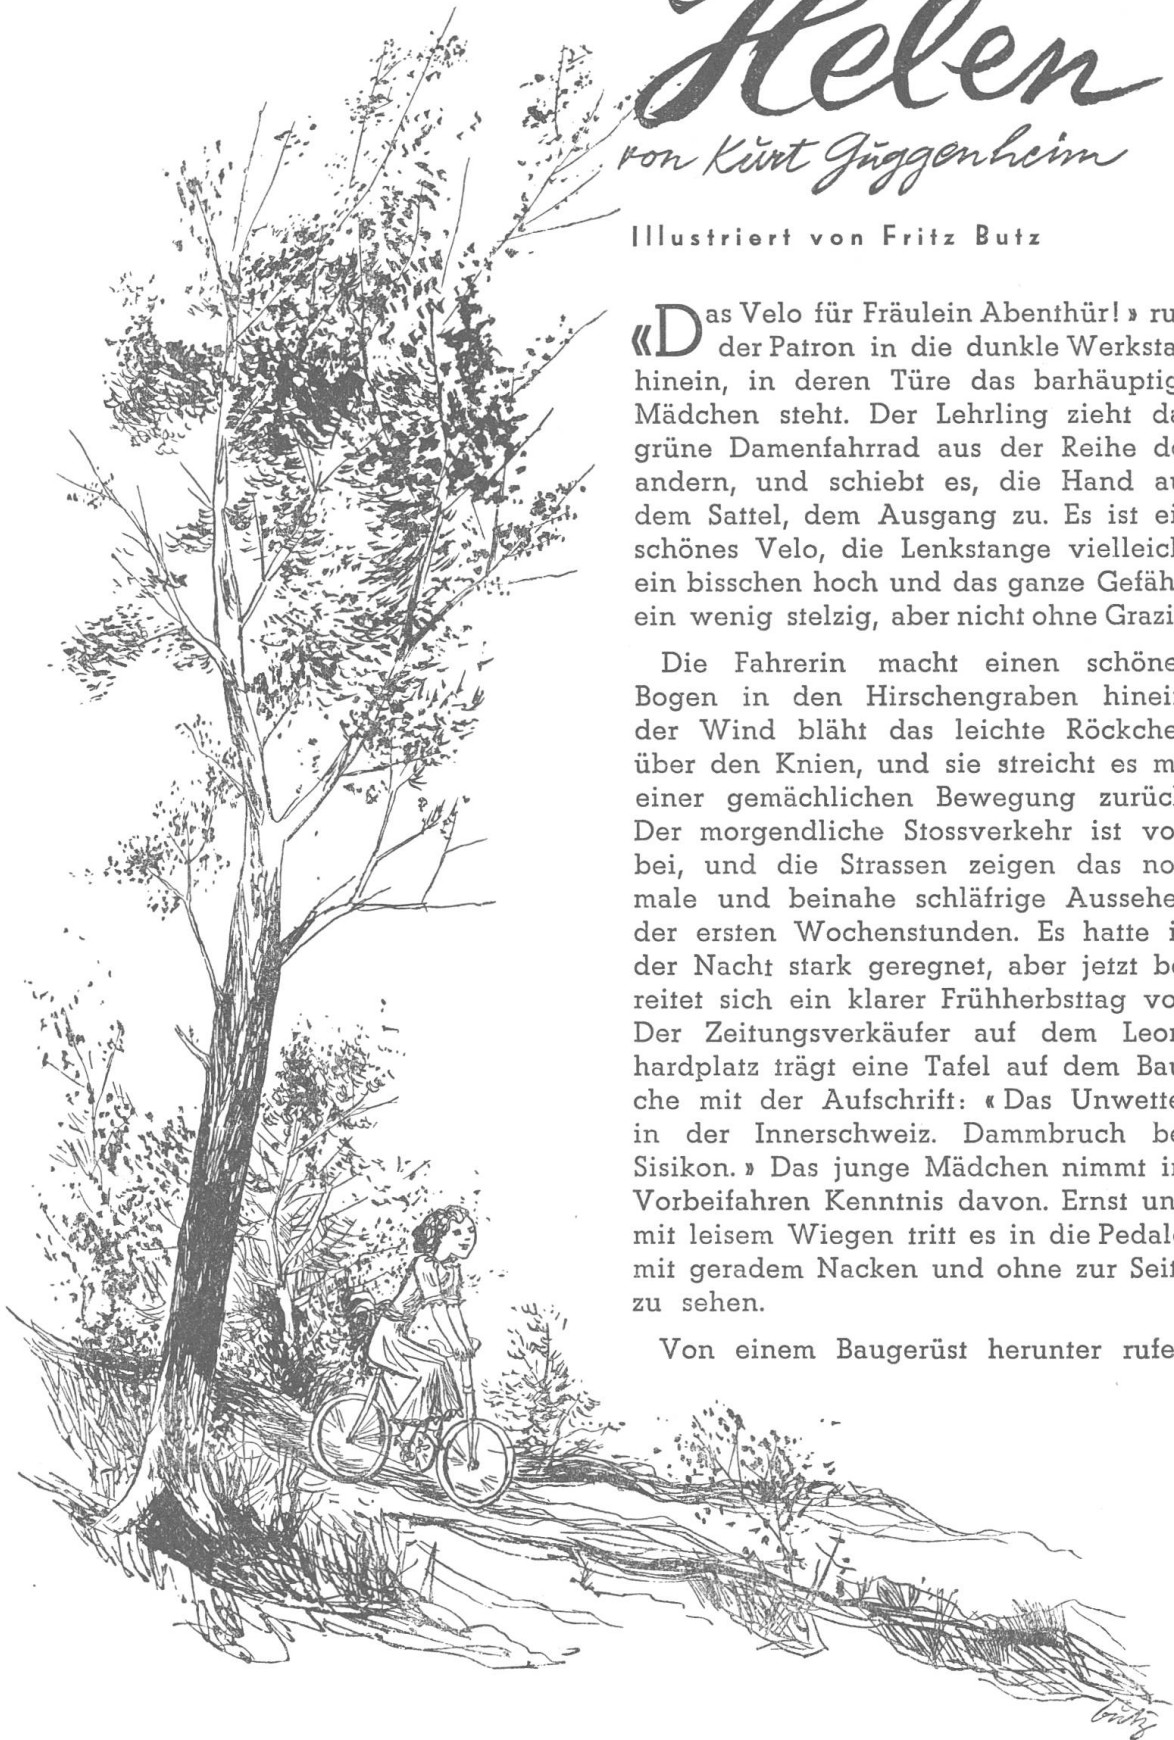 Helen
von Kurt Guggenheim
Illustriert von Fritz Butz
«Das Velo für Fräulein Abenthür! » ru
der Patron in die dunkle Werksta
hinein, in deren Türe das barhäuptig
Mädchen steht. Der Lehrling zieht da
grüne Damenfahrrad aus der Reihe de
andern, und schiebt es, die Hand au
dem Sattel, dem Ausgang zu. Es ist ei
schönes Velo, die Lenkstange vielleich
ein bisschen hoch und das ganze Gefäh
ein wenig stelzig, aber nicht ohne Grazi
Die Fahrerin macht einen schöne
Bogen in den Hirschengraben hinei
der Wind bläht das leichte Röckche
über den Knien, und sie streicht es m
einer gemächlichen Bewegung zurüc
Der morgendliche Stossverkehr ist vo
bei, und die Strassen zeigen das no
male und beinahe schläfrige Aussehe
der ersten Wochenstunden. Es hatte i
der Nacht stark geregnet, aber jetzt be
reitet sich ein klarer Frühherbsttag vo
Der Zeitungsverkäufer auf dem Leon
hardplatz trägt eine Tafel auf dem Bau
che mit der Aufschrift: « Das Unwette
in der Innerschweiz. Dammbruch be
Sisikon. » Das junge Mädchen nimmt i
Vorbeifahren Kenntnis davon. Ernst un
mit leisem Wiegen tritt es in die Pedal
mit geradem Nacken und ohne zur Seit
zu sehen.
Von einem Baugerüst herunter rufe
butz